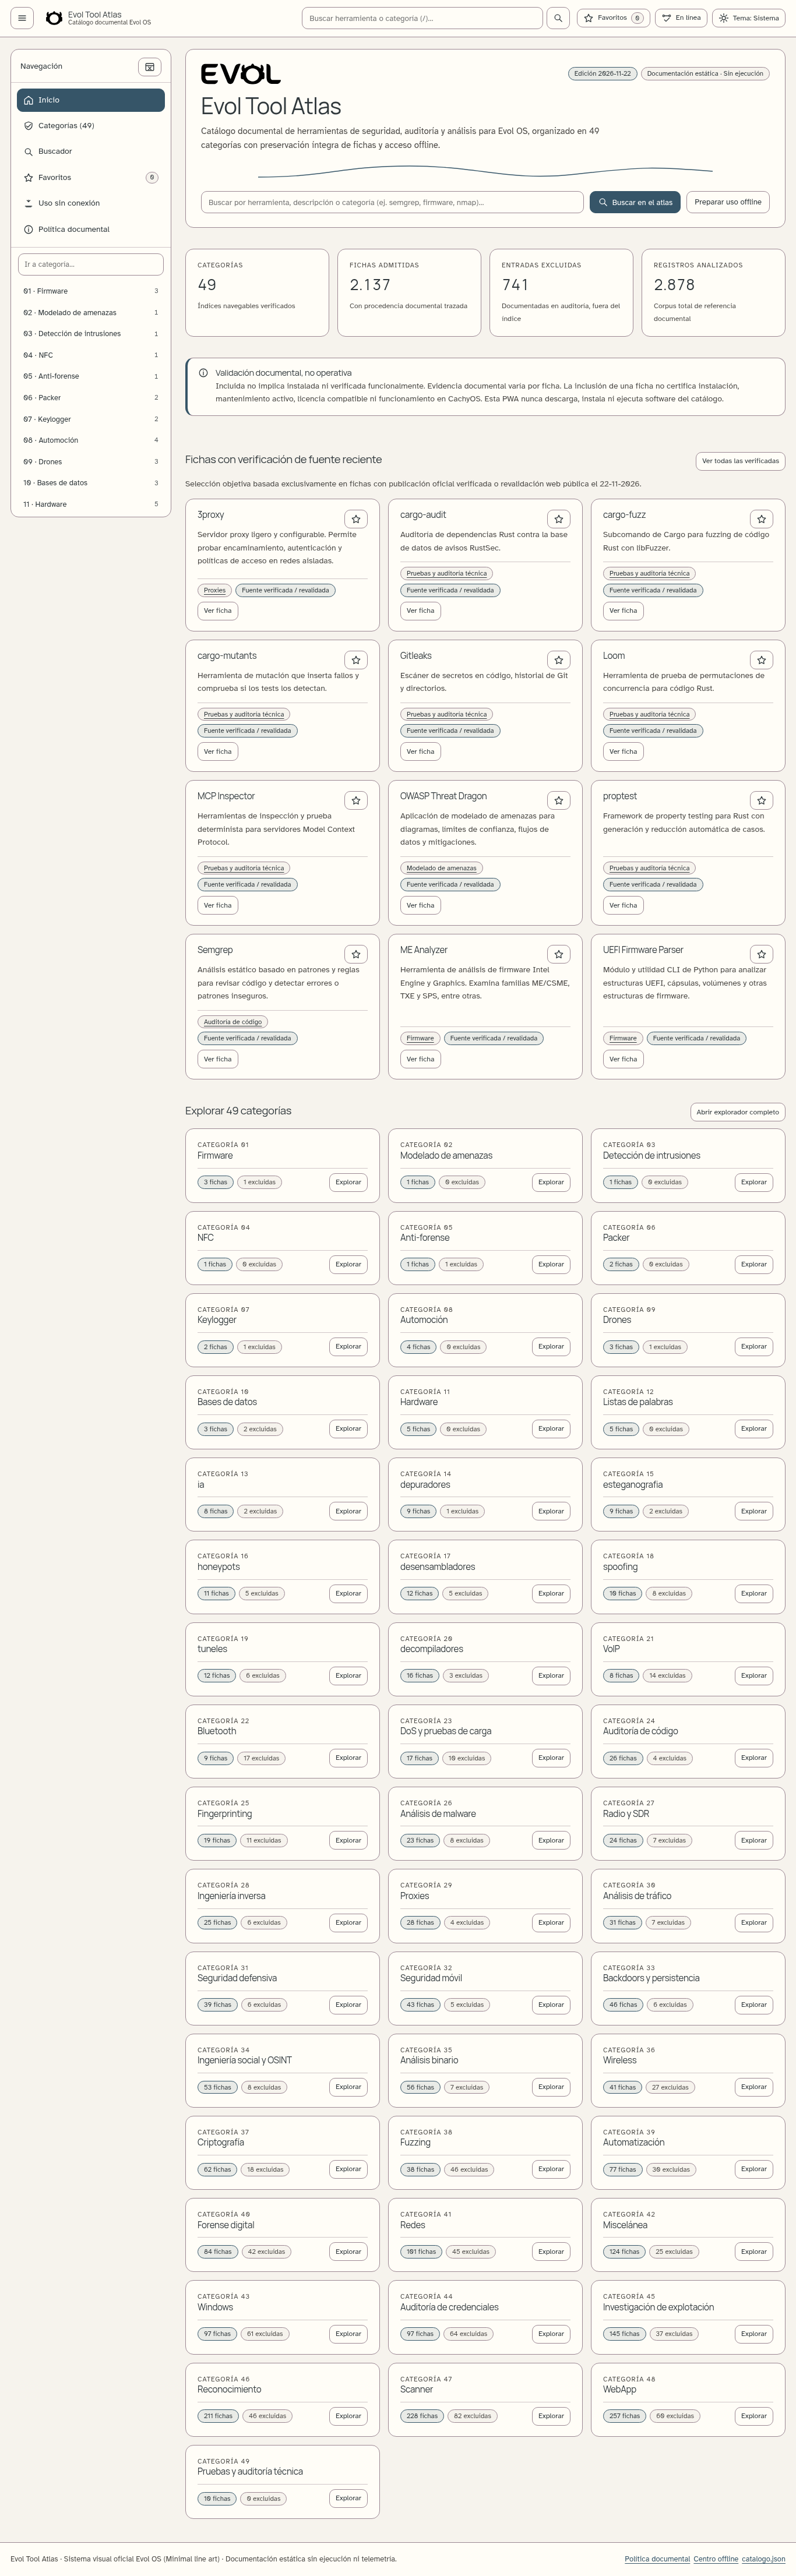 Evol Tool Atlas
Catálogo documental Evol OS
Buscar herramienta o categoría (/)...
Favoritos 0
En línea
Tema: Sistema
Navegación
Inicio
Categorías (49)
Buscador
Favoritos 0
Uso sin conexión
Política documental
Ir a categoría...
01 · Firmware 3
02 · Modelado de amenazas 1
03 · Detección de intrusiones 1
04 · NFC 1
05 · Anti-forense 1
06 · Packer 2
07 · Keylogger 2
08 · Automoción 4
09 · Drones 3
10 · Bases de datos 3
11 · Hardware 5
EVOL
Edición 2026-11-22
Documentación estática · Sin ejecución
Evol Tool Atlas
Catálogo documental de herramientas de seguridad, auditoría y análisis para Evol OS, organizado en 49
categorías con preservación íntegra de fichas y acceso offline.
Buscar por herramienta, descripción o categoría (ej. semgrep, firmware, nmap)...
Buscar en el atlas
Preparar uso offline
CATEGORÍAS
49
Índices navegables verificados
FICHAS ADMITIDAS
2.137
Con procedencia documental trazada
ENTRADAS EXCLUIDAS
741
Documentadas en auditoría, fuera del
índice
REGISTROS ANALIZADOS
2.878
Corpus total de referencia
documental
Validación documental, no operativa
Incluida no implica instalada ni verificada funcionalmente. Evidencia documental varía por ficha. La inclusión de una ficha no certifica instalación,
mantenimiento activo, licencia compatible ni funcionamiento en CachyOS. Esta PWA nunca descarga, instala ni ejecuta software del catálogo.
Fichas con verificación de fuente reciente
Ver todas las verificadas
Selección objetiva basada exclusivamente en fichas con publicación oficial verificada o revalidación web pública el 22-11-2026.
3proxy
Servidor proxy ligero y configurable. Permite
probar encaminamiento, autenticación y
políticas de acceso en redes aisladas.
Proxies
Fuente verificada / revalidada
Ver ficha
cargo-audit
Auditoría de dependencias Rust contra la base
de datos de avisos RustSec.
Pruebas y auditoría técnica
Fuente verificada / revalidada
Ver ficha
cargo-fuzz
Subcomando de Cargo para fuzzing de código
Rust con libFuzzer.
Pruebas y auditoría técnica
Fuente verificada / revalidada
Ver ficha
cargo-mutants
Herramienta de mutación que inserta fallos y
comprueba si los tests los detectan.
Pruebas y auditoría técnica
Fuente verificada / revalidada
Ver ficha
Gitleaks
Escáner de secretos en código, historial de Git
y directorios.
Pruebas y auditoría técnica
Fuente verificada / revalidada
Ver ficha
Loom
Herramienta de prueba de permutaciones de
concurrencia para código Rust.
Pruebas y auditoría técnica
Fuente verificada / revalidada
Ver ficha
MCP Inspector
Herramientas de inspección y prueba
determinista para servidores Model Context
Protocol.
Pruebas y auditoría técnica
Fuente verificada / revalidada
Ver ficha
OWASP Threat Dragon
Aplicación de modelado de amenazas para
diagramas, límites de confianza, flujos de
datos y mitigaciones.
Modelado de amenazas
Fuente verificada / revalidada
Ver ficha
proptest
Framework de property testing para Rust con
generación y reducción automática de casos.
Pruebas y auditoría técnica
Fuente verificada / revalidada
Ver ficha
Semgrep
Análisis estático basado en patrones y reglas
para revisar código y detectar errores o
patrones inseguros.
Auditoría de código
Fuente verificada / revalidada
Ver ficha
ME Analyzer
Herramienta de análisis de firmware Intel
Engine y Graphics. Examina familias ME/CSME,
TXE y SPS, entre otras.
Firmware
Fuente verificada / revalidada
Ver ficha
UEFI Firmware Parser
Módulo y utilidad CLI de Python para analizar
estructuras UEFI, cápsulas, volúmenes y otras
estructuras de firmware.
Firmware
Fuente verificada / revalidada
Ver ficha
Explorar 49 categorías
Abrir explorador completo
CATEGORÍA 01
Firmware
3 fichas 1 excluidas Explorar
CATEGORÍA 02
Modelado de amenazas
1 fichas 0 excluidas Explorar
CATEGORÍA 03
Detección de intrusiones
1 fichas 0 excluidas Explorar
CATEGORÍA 04
NFC
1 fichas 0 excluidas Explorar
CATEGORÍA 05
Anti-forense
1 fichas 1 excluidas Explorar
CATEGORÍA 06
Packer
2 fichas 0 excluidas Explorar
CATEGORÍA 07
Keylogger
2 fichas 1 excluidas Explorar
CATEGORÍA 08
Automoción
4 fichas 0 excluidas Explorar
CATEGORÍA 09
Drones
3 fichas 1 excluidas Explorar
CATEGORÍA 10
Bases de datos
3 fichas 2 excluidas Explorar
CATEGORÍA 11
Hardware
5 fichas 0 excluidas Explorar
CATEGORÍA 12
Listas de palabras
5 fichas 0 excluidas Explorar
CATEGORÍA 13
ia
8 fichas 2 excluidas Explorar
CATEGORÍA 14
depuradores
9 fichas 1 excluidas Explorar
CATEGORÍA 15
esteganografia
9 fichas 2 excluidas Explorar
CATEGORÍA 16
honeypots
11 fichas 5 excluidas Explorar
CATEGORÍA 17
desensambladores
12 fichas 5 excluidas Explorar
CATEGORÍA 18
spoofing
10 fichas 8 excluidas Explorar
CATEGORÍA 19
tuneles
12 fichas 6 excluidas Explorar
CATEGORÍA 20
decompiladores
16 fichas 3 excluidas Explorar
CATEGORÍA 21
VoIP
8 fichas 14 excluidas Explorar
CATEGORÍA 22
Bluetooth
9 fichas 17 excluidas Explorar
CATEGORÍA 23
DoS y pruebas de carga
17 fichas 10 excluidas Explorar
CATEGORÍA 24
Auditoría de código
26 fichas 4 excluidas Explorar
CATEGORÍA 25
Fingerprinting
19 fichas 11 excluidas Explorar
CATEGORÍA 26
Análisis de malware
23 fichas 8 excluidas Explorar
CATEGORÍA 27
Radio y SDR
24 fichas 7 excluidas Explorar
CATEGORÍA 28
Ingeniería inversa
25 fichas 6 excluidas Explorar
CATEGORÍA 29
Proxies
28 fichas 4 excluidas Explorar
CATEGORÍA 30
Análisis de tráfico
31 fichas 7 excluidas Explorar
CATEGORÍA 31
Seguridad defensiva
39 fichas 6 excluidas Explorar
CATEGORÍA 32
Seguridad móvil
43 fichas 5 excluidas Explorar
CATEGORÍA 33
Backdoors y persistencia
46 fichas 6 excluidas Explorar
CATEGORÍA 34
Ingeniería social y OSINT
53 fichas 8 excluidas Explorar
CATEGORÍA 35
Análisis binario
56 fichas 7 excluidas Explorar
CATEGORÍA 36
Wireless
41 fichas 27 excluidas Explorar
CATEGORÍA 37
Criptografía
62 fichas 18 excluidas Explorar
CATEGORÍA 38
Fuzzing
38 fichas 46 excluidas Explorar
CATEGORÍA 39
Automatización
77 fichas 30 excluidas Explorar
CATEGORÍA 40
Forense digital
84 fichas 42 excluidas Explorar
CATEGORÍA 41
Redes
101 fichas 45 excluidas Explorar
CATEGORÍA 42
Miscelánea
124 fichas 25 excluidas Explorar
CATEGORÍA 43
Windows
97 fichas 61 excluidas Explorar
CATEGORÍA 44
Auditoría de credenciales
97 fichas 64 excluidas Explorar
CATEGORÍA 45
Investigación de explotación
145 fichas 37 excluidas Explorar
CATEGORÍA 46
Reconocimiento
211 fichas 46 excluidas Explorar
CATEGORÍA 47
Scanner
228 fichas 82 excluidas Explorar
CATEGORÍA 48
WebApp
257 fichas 60 excluidas Explorar
CATEGORÍA 49
Pruebas y auditoría técnica
10 fichas 0 excluidas Explorar
Evol Tool Atlas · Sistema visual oficial Evol OS (Minimal line art) · Documentación estática sin ejecución ni telemetría.
Política documental Centro offline catalogo.json